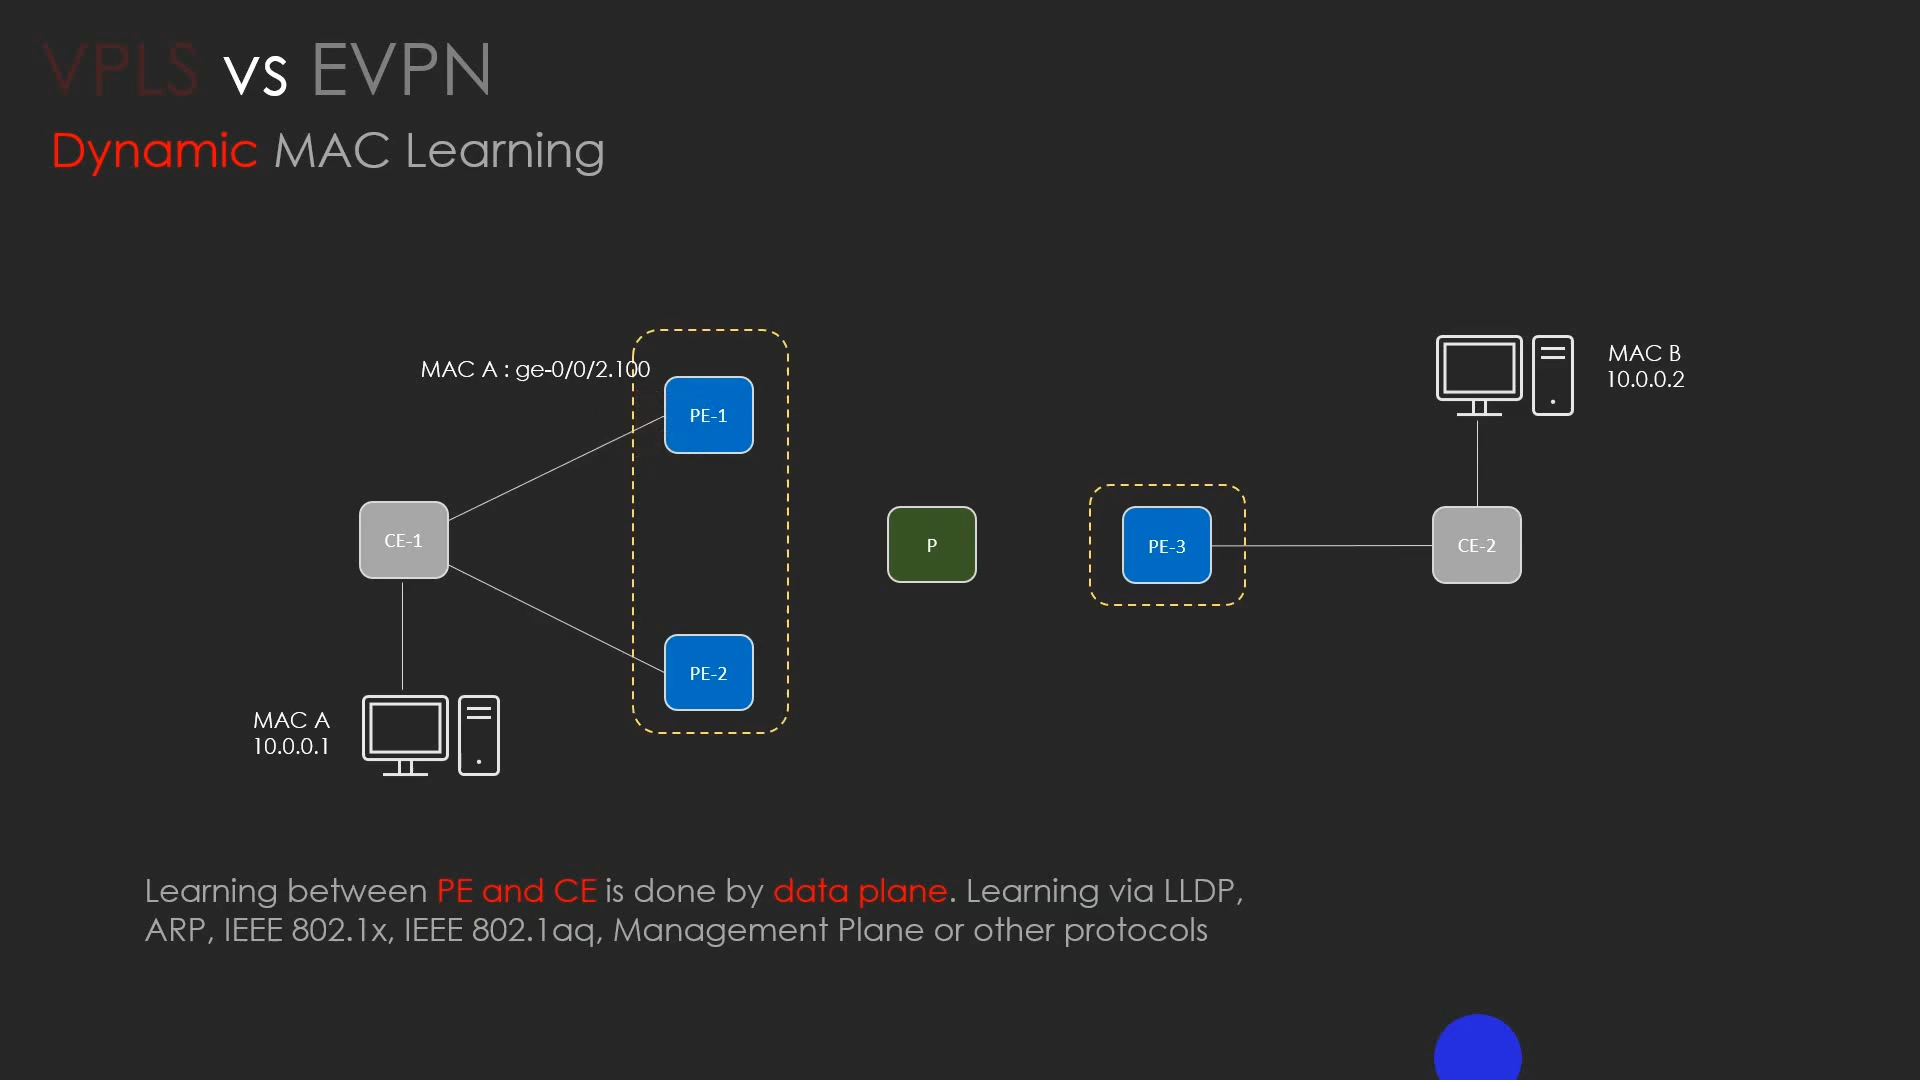 VPLS vs EVPN
Dynamic MAC Learning
MAC A : ge-0/0/2.100
PE-1
MAC B
10.0.0.2
CE-1
P
PE-3
CE-2
PE-2
MAC A
10.0.0.1
Learning between PE and CE is done by data plane. Learning via LLDP,
ARP, IEEE 802.1x, IEEE 802.1aq, Management Plane or other protocols